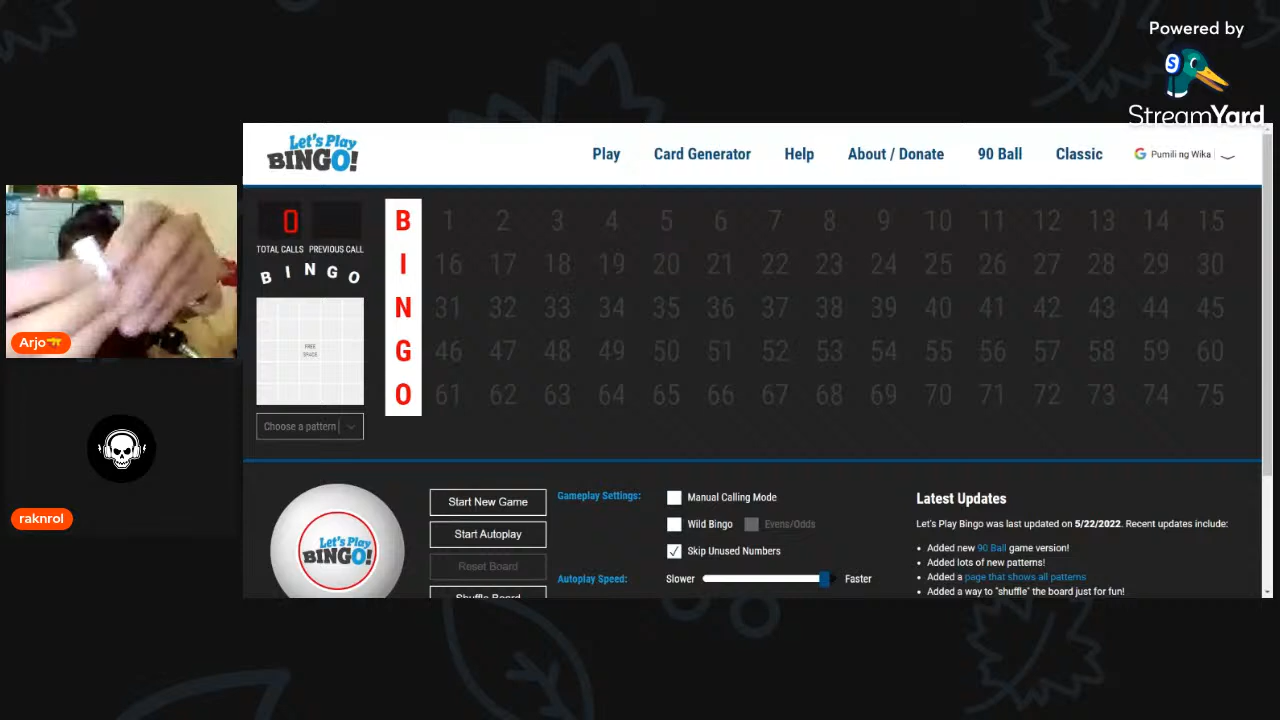 Powered by
StreamYard
Let's Play
BINGO!
Play
Card Generator
Help
About / Donate
90 Ball
Classic
G Pumili ng Wika
0
TOTAL CALLS
PREVIOUS CALL
B I N G O
FREE
SPACE
Choose a pattern
B 1 2 3 4 5 6 7 8 9 10 11 12 13 14 15
I 16 17 18 19 20 21 22 23 24 25 26 27 28 29 30
N 31 32 33 34 35 36 37 38 39 40 41 42 43 44 45
G 46 47 48 49 50 51 52 53 54 55 56 57 58 59 60
O 61 62 63 64 65 66 67 68 69 70 71 72 73 74 75
Arjo
raknrol
Let's Play
BINGO!
Start New Game
Start Autoplay
Reset Board
Shuffle Board
Gameplay Settings:
Manual Calling Mode
Wild Bingo
Evens/Odds
Skip Unused Numbers
Autoplay Speed:
Slower
Faster
Latest Updates
Let's Play Bingo was last updated on 5/22/2022. Recent updates include:
• Added new 90 Ball game version!
• Added lots of new patterns!
• Added a page that shows all patterns
• Added a way to "shuffle" the board just for fun!